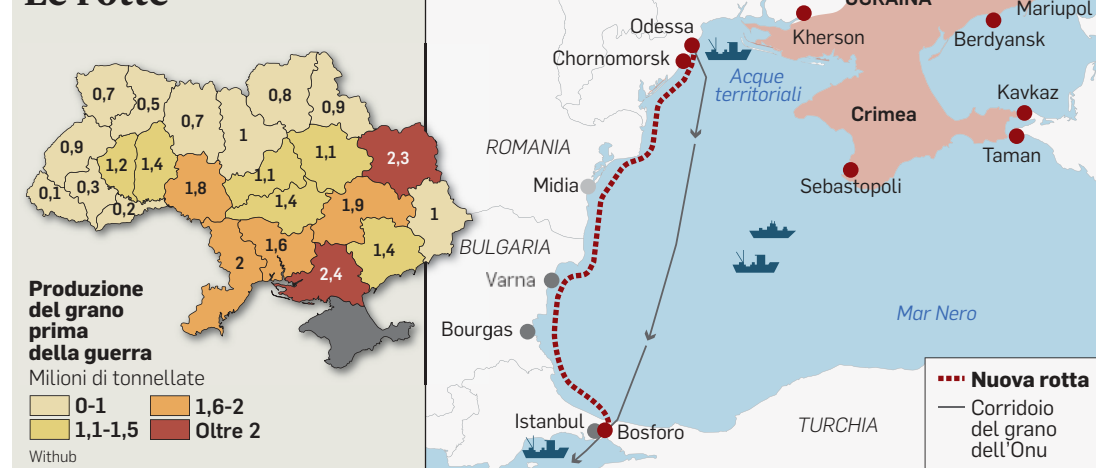 Le rotte
0,7
0,5
0,7
0,8
0,9
1
0,9
1,2
1,4
1,1
2,3
0,1
0,3
0,2
1,8
1,1
1,4
1,9
1
2
1,6
2,4
1,4
Produzione
del grano
prima
della guerra
Milioni di tonnellate
0-1
1,6-2
1,1-1,5
Oltre 2
Withub
UCRAINA
Mariupol
Odessa
Kherson
Berdyansk
Chornomorsk
Acque
territoriali
Kavkaz
Crimea
ROMANIA
Taman
Midia
Sebastopoli
BULGARIA
Varna
Mar Nero
Bourgas
Istanbul
Bosforo
TURCHIA
Nuova rotta
Corridoio
del grano
dell'Onu